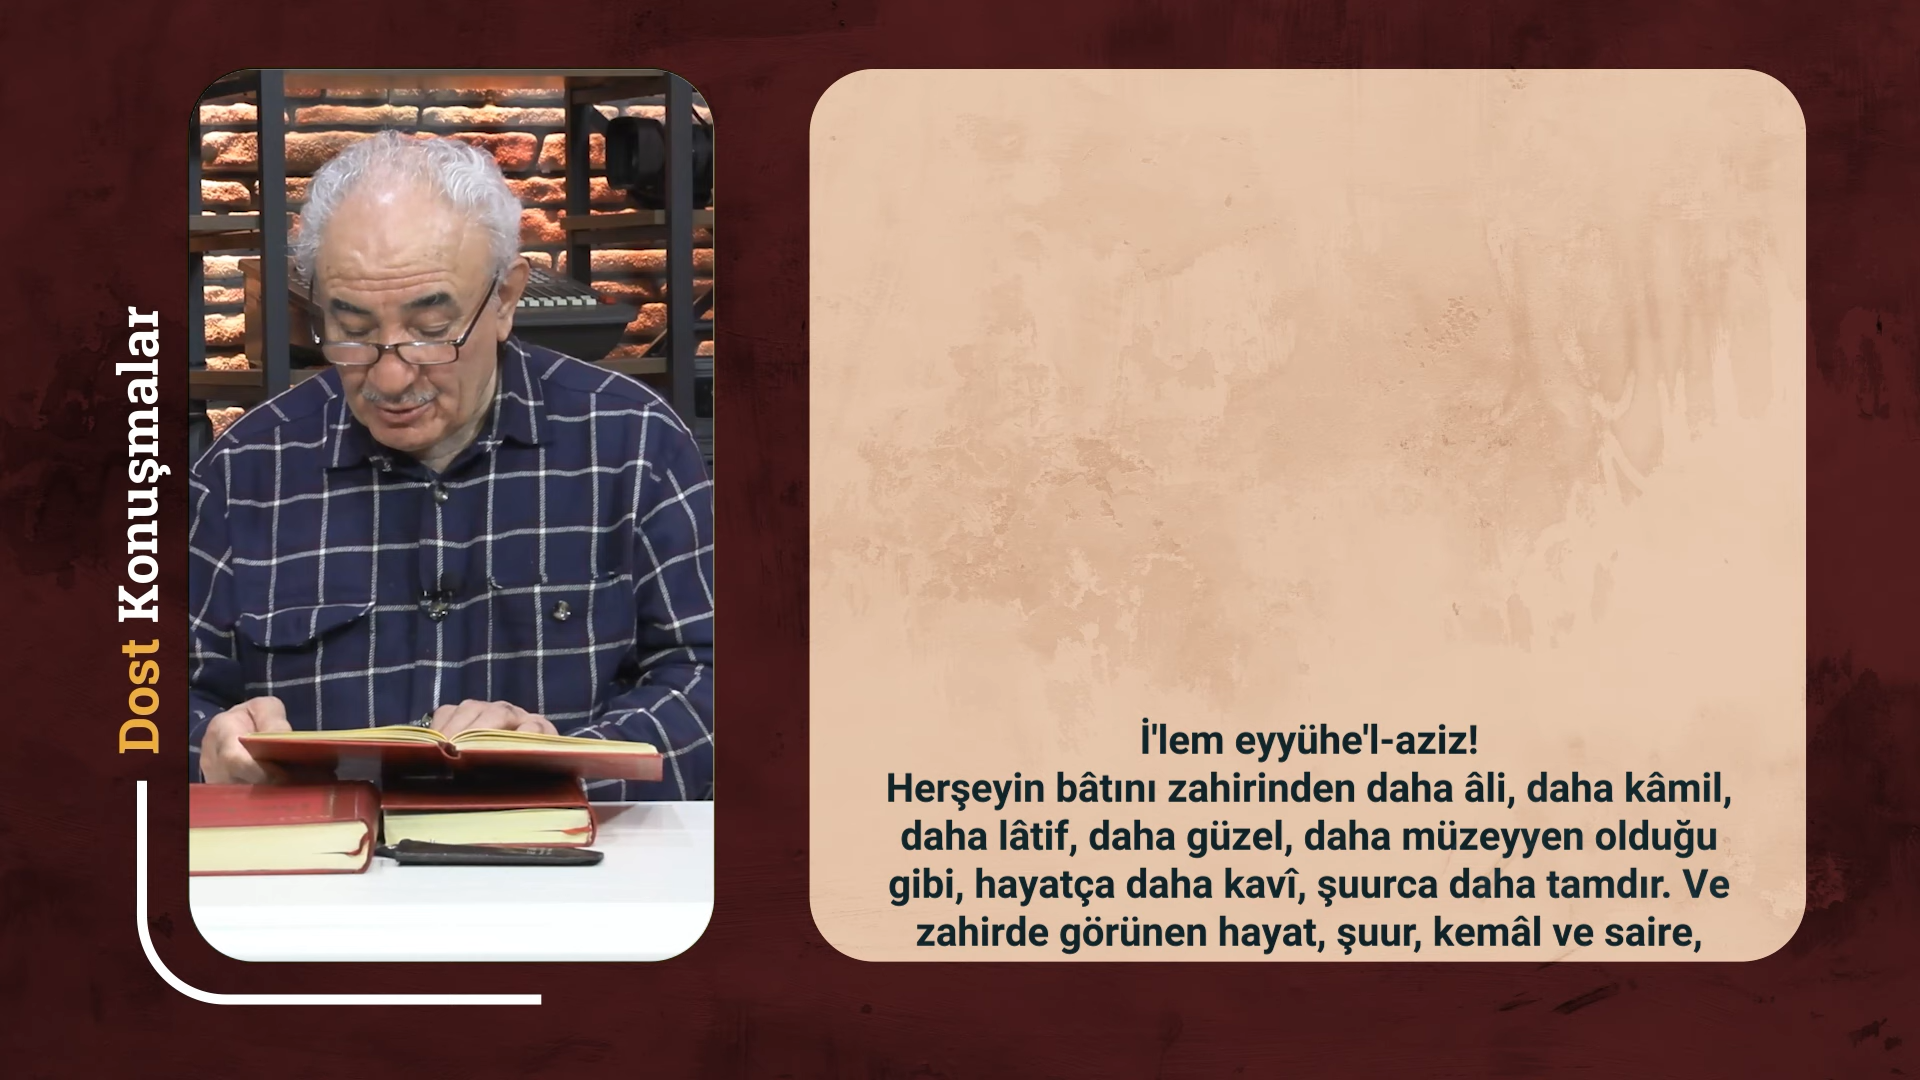 Dost Konuşmalar
İ'lem eyyühe'l-aziz!
Herşeyin bâtını zahirinden daha âli, daha kâmil,
daha lâtif, daha güzel, daha müzeyyen olduğu
gibi, hayatça daha kavî, şuurca daha tamdır. Ve
zahirde görünen hayat, şuur, kemâl ve saire,